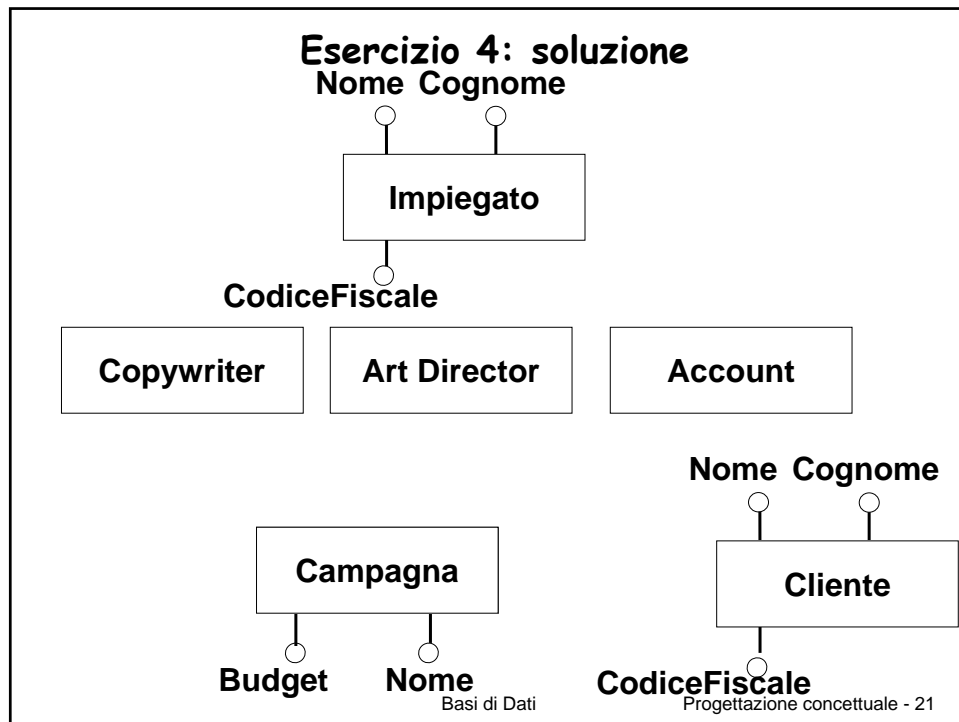 Esercizio 4: soluzione
Nome Cognome
Impiegato
CodiceFiscale
Copywriter
Art Director
Account
Nome Cognome
Campagna
Cliente
Budget
Nome
CodiceFiscale
Basi di Dati
Progettazione concettuale - 21